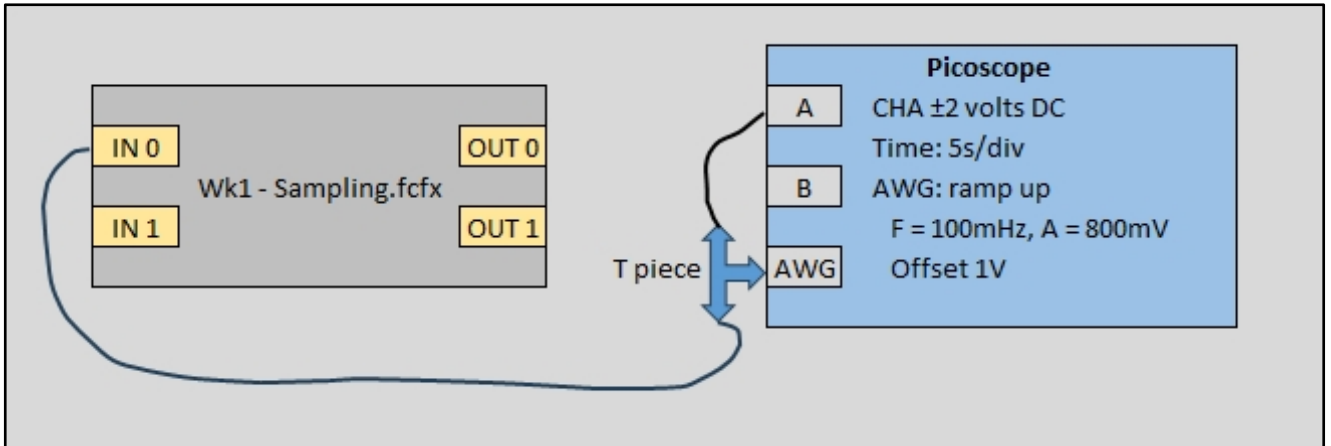 IN 0
OUT 0
Wk1 - Sampling.fcfx
IN 1
OUT 1
T piece
Picoscope
A
CHA ±2 volts DC
Time: 5s/div
B
AWG: ramp up
F = 100mHz, A = 800mV
AWG
Offset 1V